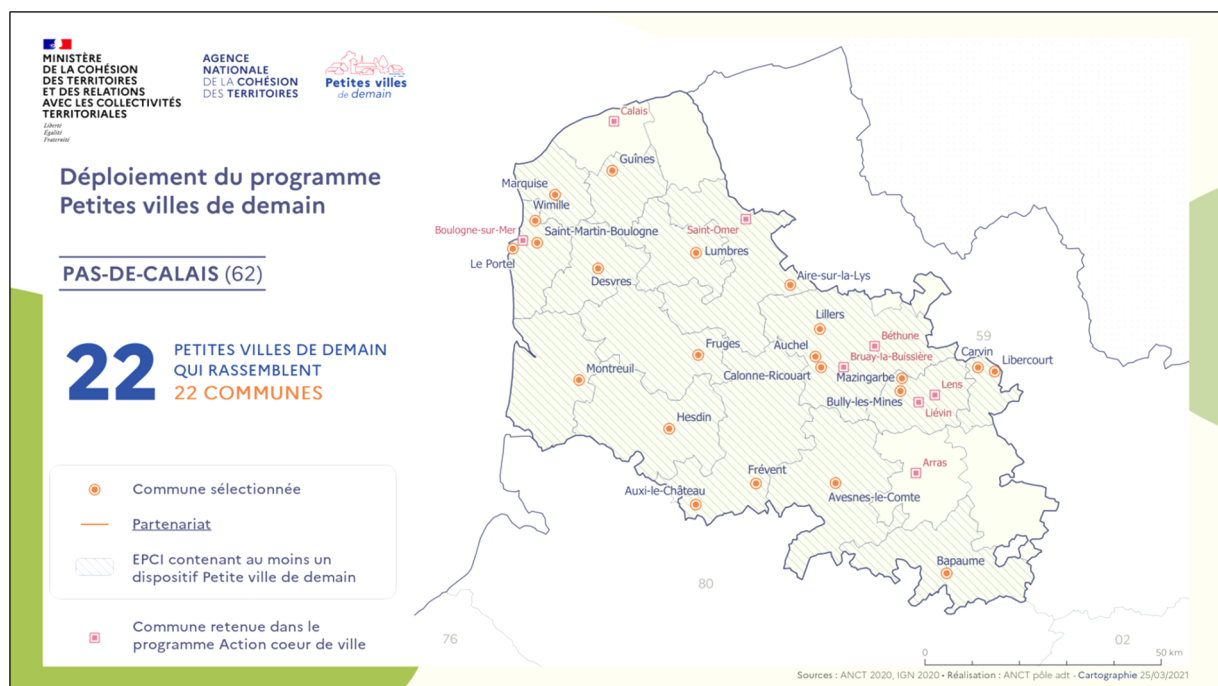 MINISTÈRE
DE LA COHÉSION
DES TERRITOIRES
ET DES RELATIONS
AVEC LES COLLECTIVITÉS
TERRITORIALES
Liberté
Égalité
Fraternité
AGENCE
NATIONALE
DE LA COHÉSION
DES TERRITOIRES
Petites villes
de demain
Déploiement du programme
Petites villes de demain
PAS-DE-CALAIS (62)
22
PETITES VILLES DE DEMAIN
QUI RASSEMBLENT
22 COMMUNES
Commune sélectionnée
Partenariat
EPCI contenant au moins un
dispositif Petite ville de demain
Commune retenue dans le
programme Action coeur de ville
Calais
Guînes
Marquise
Wimille
Boulogne-sur-Mer
Saint-Martin-Boulogne
Saint-Omer
Lumbres
Le Portel
Desvres
Aire-sur-la-Lys
Lillers
Béthune
59
Fruges
Auchel
Bruay-la-Buissière
Carvin
Libercourt
Montreuil
Calonne-Ricouart
Mazingarbe
Lens
Bully-les-Mines
Liévin
Hesdin
Arras
Frévent
Auxi-le-Château
Avesnes-le-Comte
Bapaume
80
76
02
0
50 km
Sources : ANCT 2020, IGN 2020 • Réalisation : ANCT pôle adt - Cartographie 25/03/2021